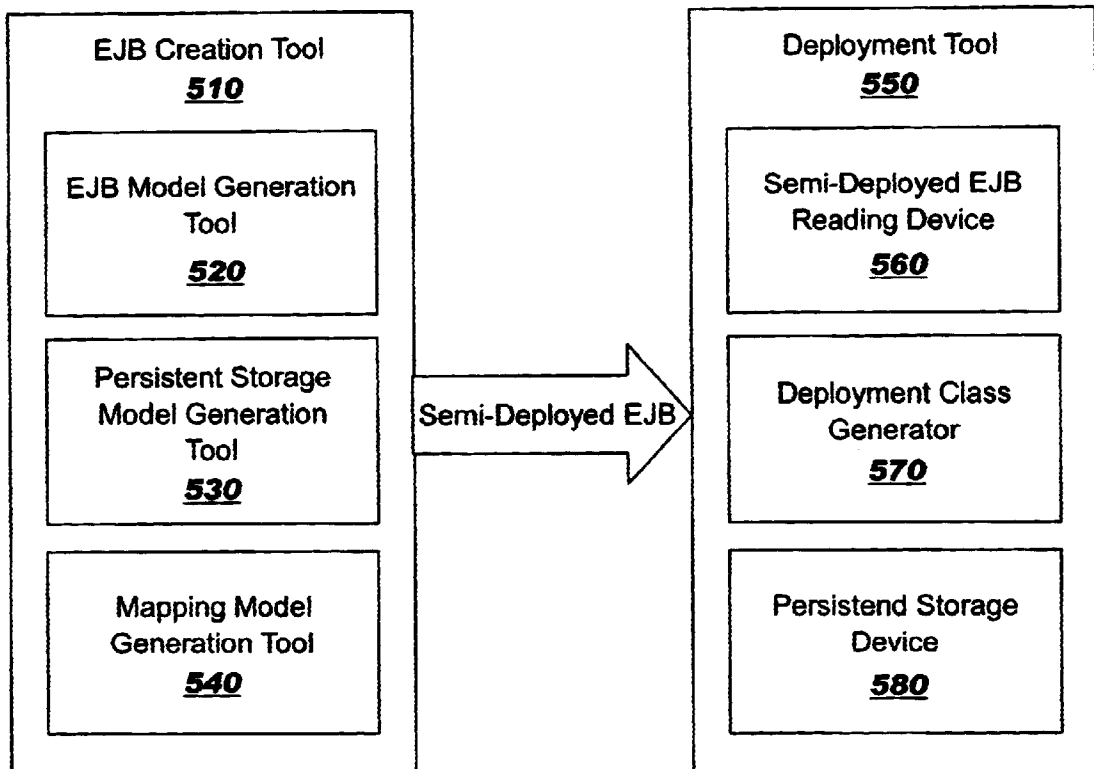 EJB Creation Tool
510
EJB Model Generation
Tool
520
Persistent Storage
Model Generation
Tool
530
Mapping Model
Generation Tool
540
Semi-Deployed EJB
Deployment Tool
550
Semi-Deployed EJB
Reading Device
560
Deployment Class
Generator
570
Persistend Storage
Device
580